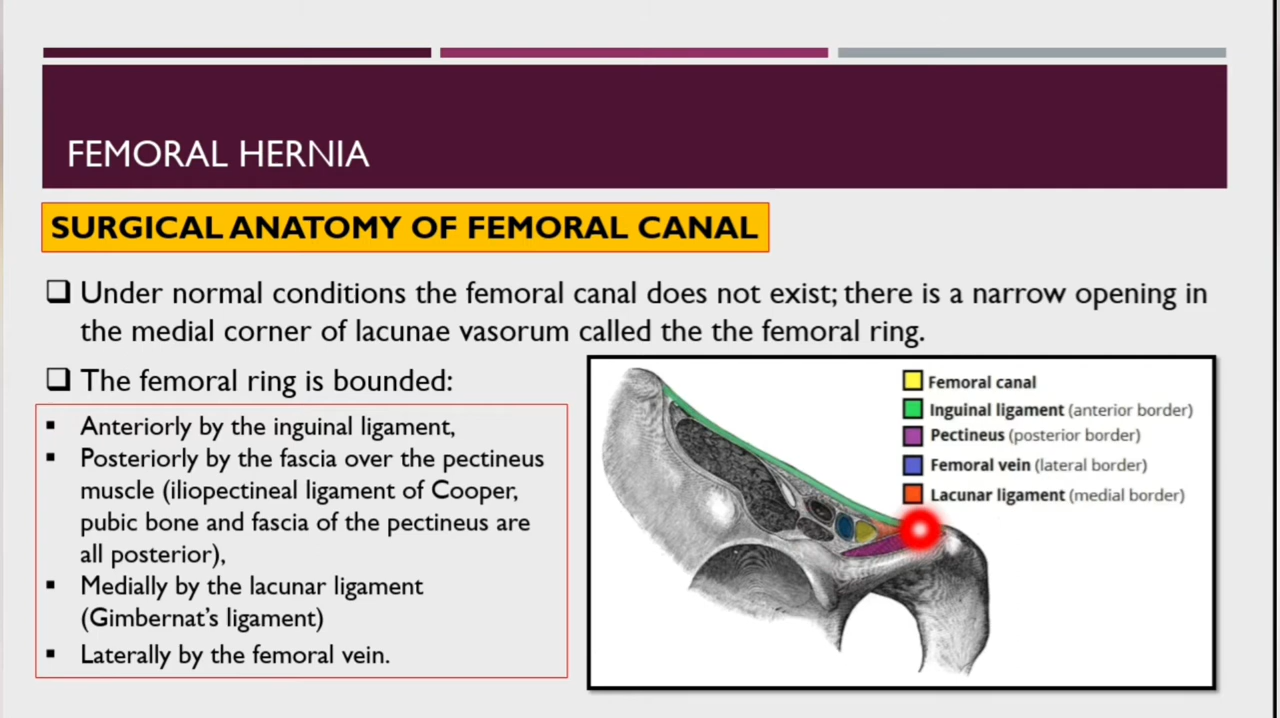 FEMORAL HERNIA
SURGICAL ANATOMY OF FEMORAL CANAL
Under normal conditions the femoral canal does not exist; there is a narrow opening in
the medial corner of lacunae vasorum called the the femoral ring.
The femoral ring is bounded:
Anteriorly by the inguinal ligament,
Posteriorly by the fascia over the pectineus
muscle (iliopectineal ligament of Cooper,
pubic bone and fascia of the pectineus are
all posterior),
Medially by the lacunar ligament
(Gimbernat's ligament)
Laterally by the femoral vein.
Femoral canal
Inguinal ligament (anterior border)
Pectineus (posterior border)
Femoral vein (lateral border)
Lacunar ligament (medial border)